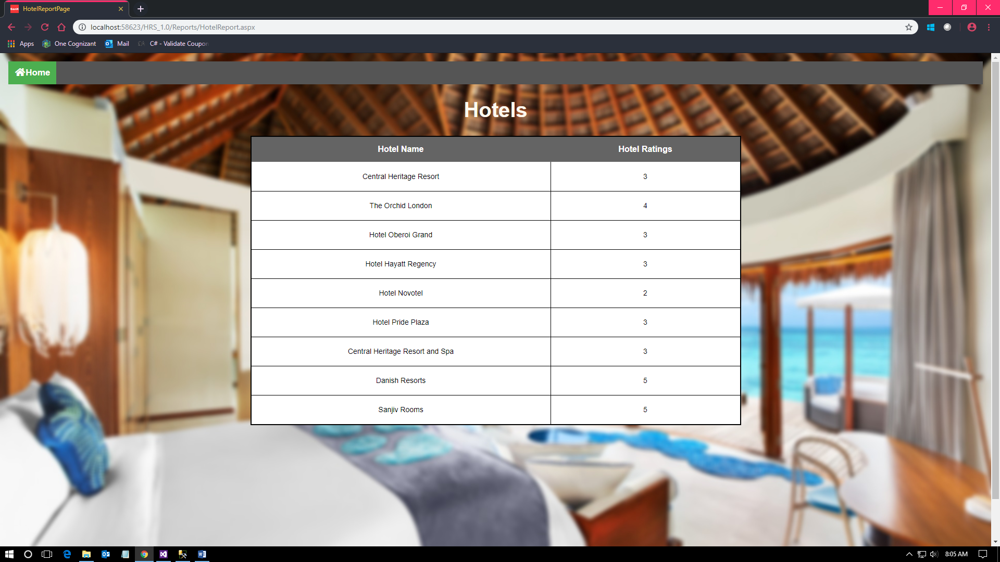 SanK HotelReportPage
localhost:58623/HRS_1.0/Reports/HotelReport.aspx
Apps One Cognizant Mail C# - Validate Coupon
Home
Hotels
Hotel Name Hotel Ratings
Central Heritage Resort 3
The Orchid London 4
Hotel Oberoi Grand 3
Hotel Hayatt Regency 3
Hotel Novotel 2
Hotel Pride Plaza 3
Central Heritage Resort and Spa 3
Danish Resorts 5
Sanjiv Rooms 5
8:05 AM